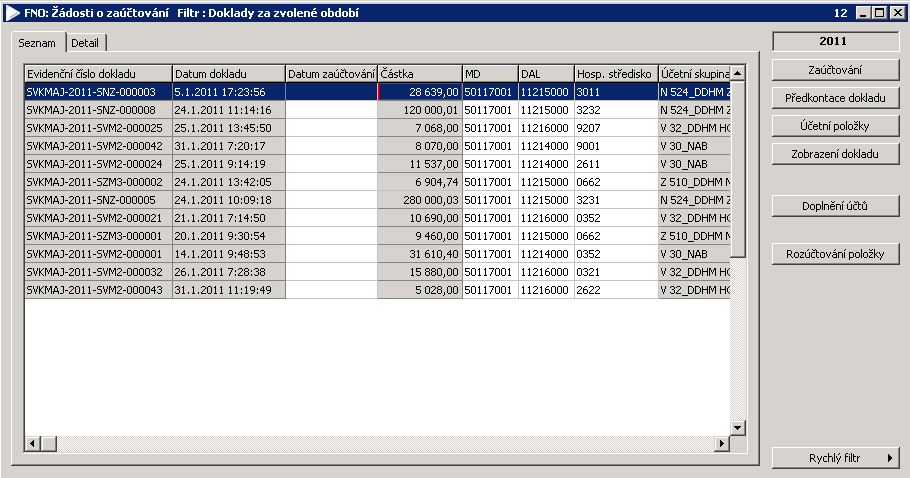 FNO: Žádosti o zaúčtování Filtr : Doklady za zvolené období 12
Seznam Detail
2011
Evidenční číslo dokladu Datum dokladu Datum zaúčtování Částka MD DAL Hosp. středisko Účetní skupina
SVKMAJ-2011-SNZ-000003 5.1.2011 17:23:56 28 639,00 50117001 11215000 3011 N 524_DDHM Z
SVKMAJ-2011-SNZ-000008 24.1.2011 11:14:16 120 000,01 50117001 11215000 3232 N 524_DDHM Z
SVKMAJ-2011-SVM2-000025 25.1.2011 13:45:50 7 068,00 50117001 11216000 9207 V 32_DDHM HO
SVKMAJ-2011-SVM2-000042 31.1.2011 7:20:17 8 070,00 50117001 11214000 9001 V 30_NAB
SVKMAJ-2011-SVM2-000024 25.1.2011 9:14:19 11 537,00 50117001 11214000 2611 V 30_NAB
SVKMAJ-2011-SZM3-000002 24.1.2011 13:42:05 6 904,74 50117001 11215000 0662 Z 510_DDHM N
SVKMAJ-2011-SNZ-000005 24.1.2011 10:09:18 280 000,03 50117001 11215000 3231 N 524_DDHM Z
SVKMAJ-2011-SVM2-000021 21.1.2011 7:14:50 10 690,00 50117001 11216000 0352 V 32_DDHM HO
SVKMAJ-2011-SZM3-000001 20.1.2011 9:30:54 9 460,00 50117001 11215000 0662 Z 510_DDHM N
SVKMAJ-2011-SVM2-000001 14.1.2011 9:48:53 31 610,40 50117001 11214000 0352 V 30_NAB
SVKMAJ-2011-SVM2-000032 26.1.2011 7:28:38 15 880,00 50117001 11216000 0321 V 32_DDHM HO
SVKMAJ-2011-SVM2-000043 31.1.2011 11:19:49 5 028,00 50117001 11216000 2622 V 32_DDHM HO
Zaúčtování
Předkontace dokladu
Účetní položky
Zobrazení dokladu
Doplnění účtů
Rozúčtování položky
Rychlý filtr